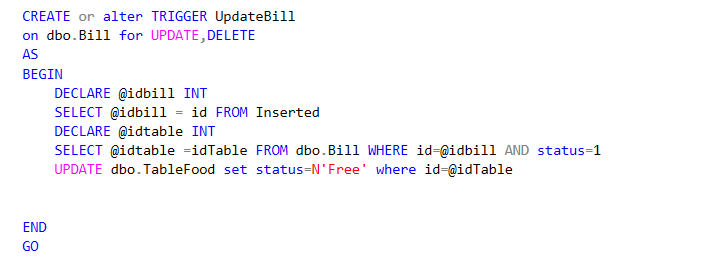 CREATE or alter TRIGGER UpdateBill
on dbo.Bill for UPDATE,DELETE
AS
BEGIN
DECLARE @idbill INT
SELECT @idbill = id FROM Inserted
DECLARE @idtable INT
SELECT @idtable =idTable FROM dbo.Bill WHERE id=@idbill AND status=1
UPDATE dbo.TableFood set status=N'Free' where id=@idTable
END
GO